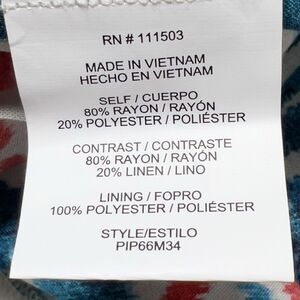 RN # 111503
MADE IN VIETNAM
HECHO EN VIETNAM
SELF / CUERPO
80% RAYON / RAYÓN
20% POLYESTER / POLIÉSTER
CONTRAST / CONTRASTE
80% RAYON / RAYÓN
20% LINEN / LINO
LINING / FOPRO
100% POLYESTER / POLIÉSTER
STYLE/ESTILO
PIP66M34